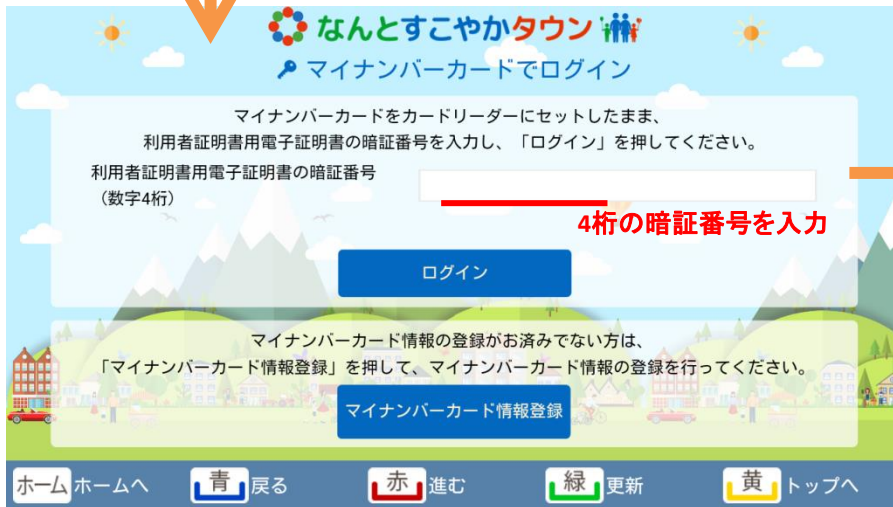 なんとすこやかタウン
マイナンバーカードでログイン
マイナンバーカードをカードリーダーにセットしたまま、
利用者証明書用電子証明書の暗証番号を入力し、「ログイン」を押してください。
利用者証明書用電子証明書の暗証番号
（数字4桁）
4桁の暗証番号を入力
ログイン
マイナンバーカード情報の登録がお済みでない方は、
「マイナンバーカード情報登録」を押して、マイナンバーカード情報の登録を行ってください。
マイナンバーカード情報登録
ホーム ホームへ 青 戻る 赤 進む 緑 更新 黄 トップへ